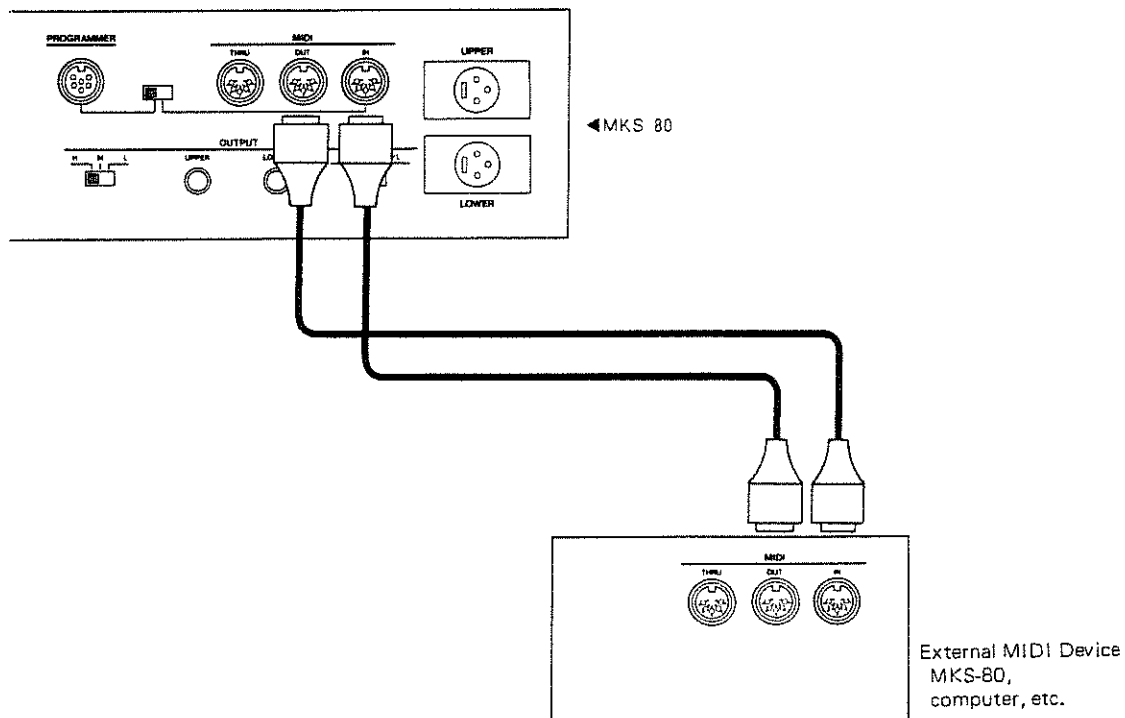 PROGRAMMER
MIDI
THRU OUT IN
UPPER
◀MKS 80
OUTPUT
H M L
UPPER
LOWER
MIDI
THRU OUT IN
External MIDI Device
MKS-80,
computer, etc.